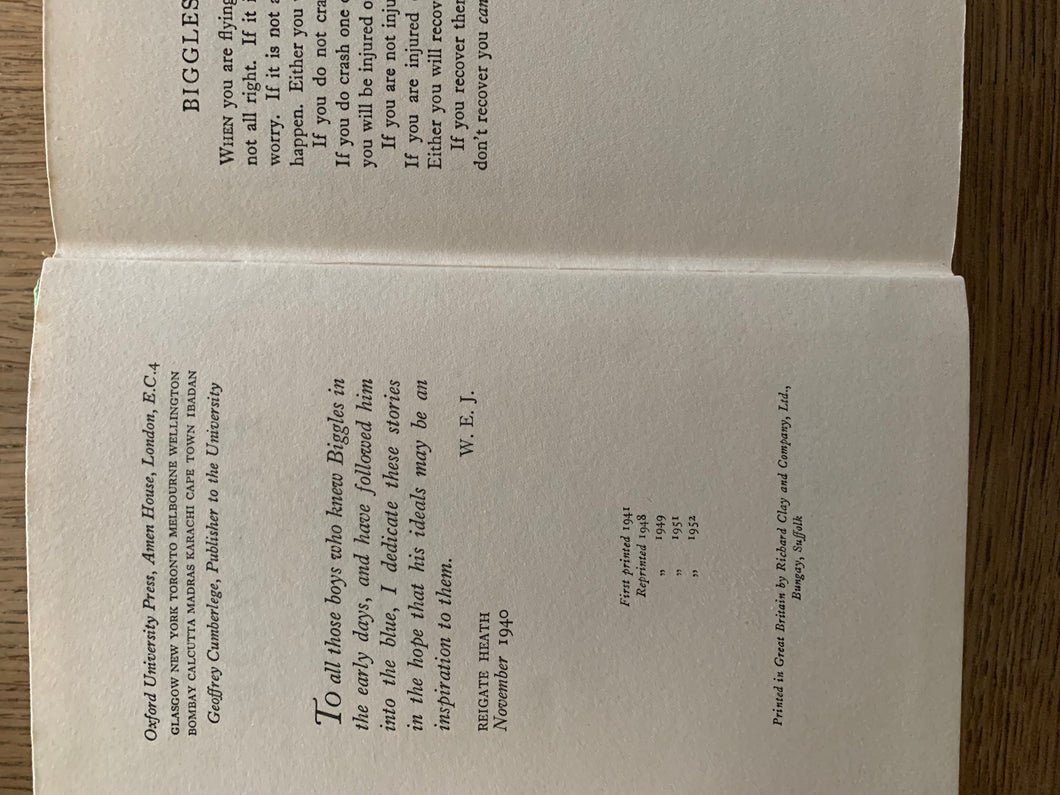 Oxford University Press, Amen House, London, E.C.4
GLASGOW NEW YORK TORONTO MELBOURNE WELLINGTON
BOMBAY CALCUTTA MADRAS KARACHI CAPE TOWN IBADAN
Geoffrey Cumberlege, Publisher to the University
To all those boys who knew Biggles in
the early days, and have followed him
into the blue, I dedicate these stories
in the hope that his ideals may be an
inspiration to them.
W. E. J.
REIGATE HEATH
November 1940
First printed 1941
Reprinted 1948
„ 1949
„ 1951
„ 1952
Printed in Great Britain by Richard Clay and Company, Ltd.,
Bungay, Suffolk
BIGGLES
WHEN you are flying
not all right. If it i
worry. If it is not a
happen. Either you
If you do not cra
If you do crash one o
you will be injured o
If you are not inju
If you are injured
Either you will recov
If you recover ther
don't recover you can